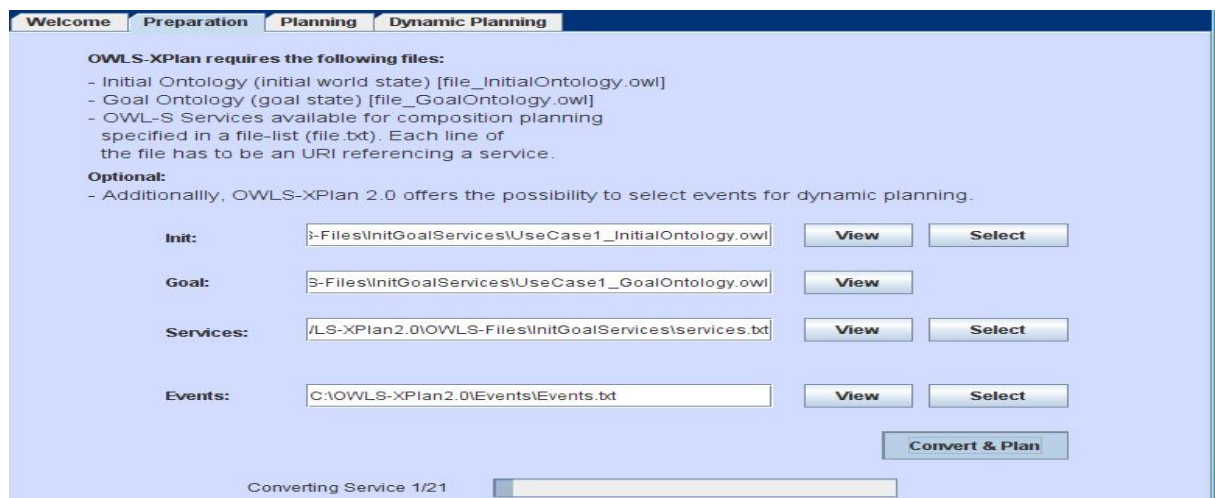 Welcome Preparation Planning Dynamic Planning
OWLS-XPlan requires the following files:
- Initial Ontology (initial world state) [file_InitialOntology.owl]
- Goal Ontology (goal state) [file_GoalOntology.owl]
- OWL-S Services available for composition planning
specified in a file-list (file.txt). Each line of
the file has to be an URI referencing a service.
Optional:
- Additionallly, OWLS-XPlan 2.0 offers the possibility to select events for dynamic planning.
Init: S-Files\InitGoalServices\UseCase1_InitialOntology.owl View Select
Goal: S-Files\InitGoalServices\UseCase1_GoalOntology.owl View
Services: /LS-XPlan2.0\OWLS-Files\InitGoalServices\services.txt View Select
Events: C:\OWLS-XPlan2.0\Events\Events.txt View Select
Convert & Plan
Converting Service 1/21